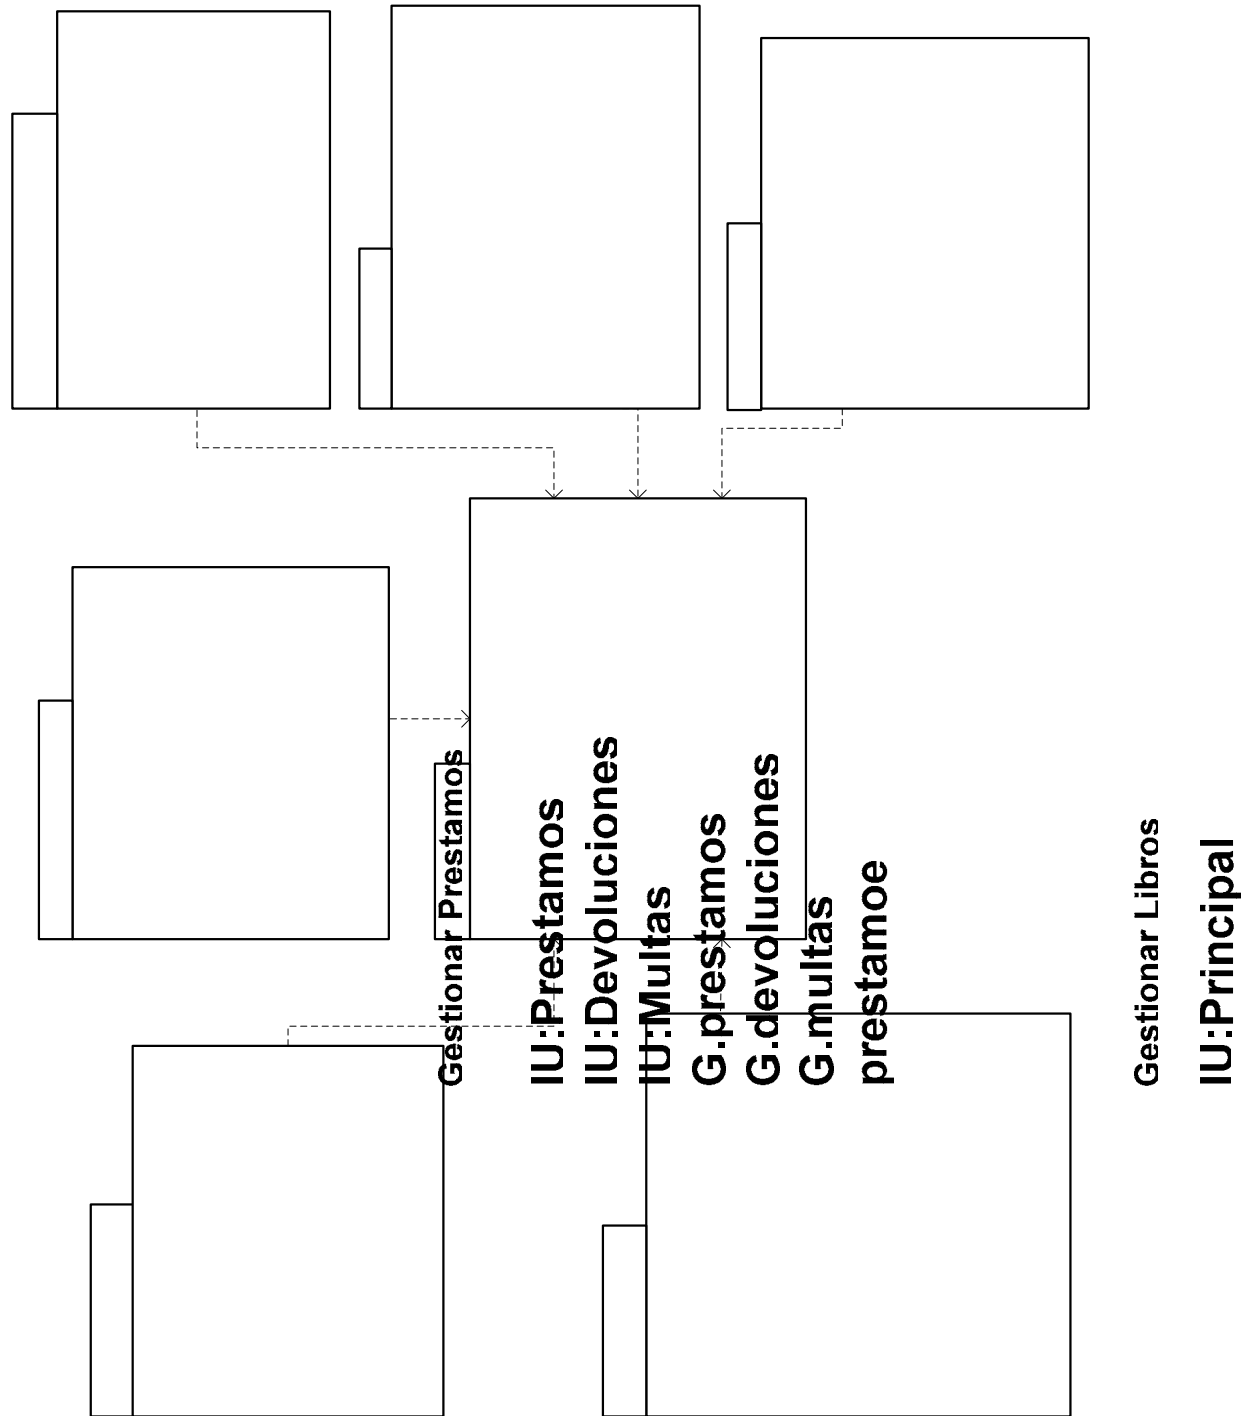 Gestionar Prestamos
IU:Prestamos
IU:Devoluciones
IU:Multas
G.prestamos
G.devoluciones
G.multas
prestamoe
Gestionar Libros
IU:Principal